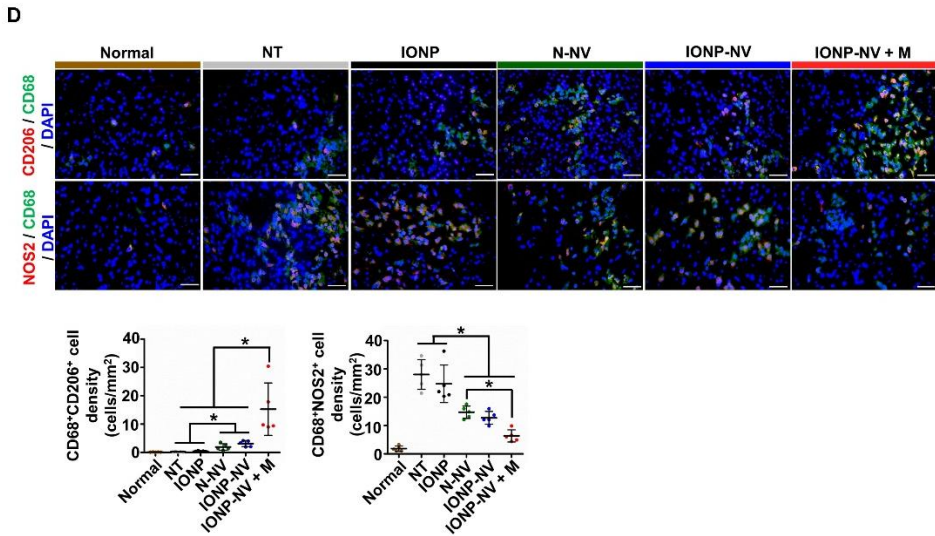 D
Normal NT IONP N-NV IONP-NV IONP-NV + M
CD206 / CD68
/ DAPI
NOS2 / CD68
/ DAPI
CD68+CD206+ cell
density
(cells/mm²)
40
30
20
10
0
*
*
Normal
NT
IONP
N-NV
IONP-NV
IONP-NV + M
CD68+NOS2+ cell
density
(cells/mm²)
40
30
20
10
0
*
*
Normal
NT
IONP
N-NV
IONP-NV
IONP-NV + M